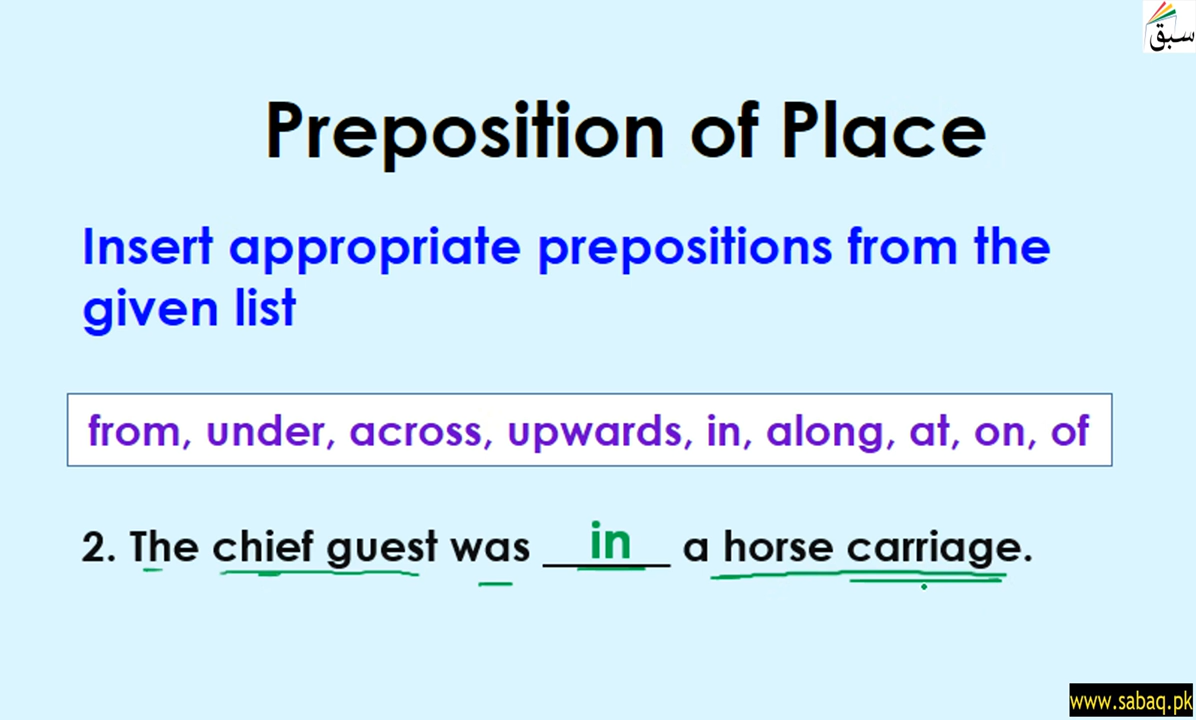 سبق
Preposition of Place
Insert appropriate prepositions from the
given list
from, under, across, upwards, in, along, at, on, of
2. The chief guest was in a horse carriage.
www.sabaq.pk